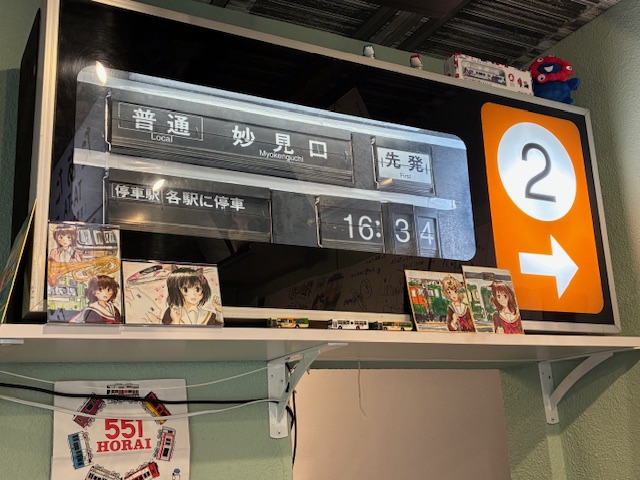 普通 妙見口 先発
Local Myokenguchi First
停車駅 各駅に停車 16:34
2
551
HORAI